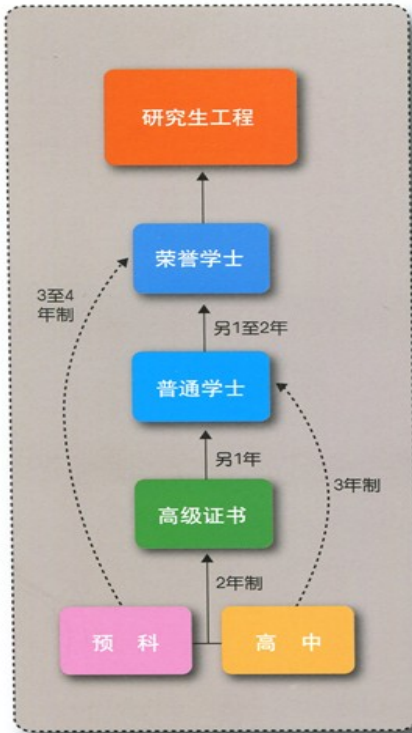 研究生工程
荣誉学士
3至4
年制
另1至2年
普通学士
另1年
3年制
高级证书
2年制
预 科
高 中